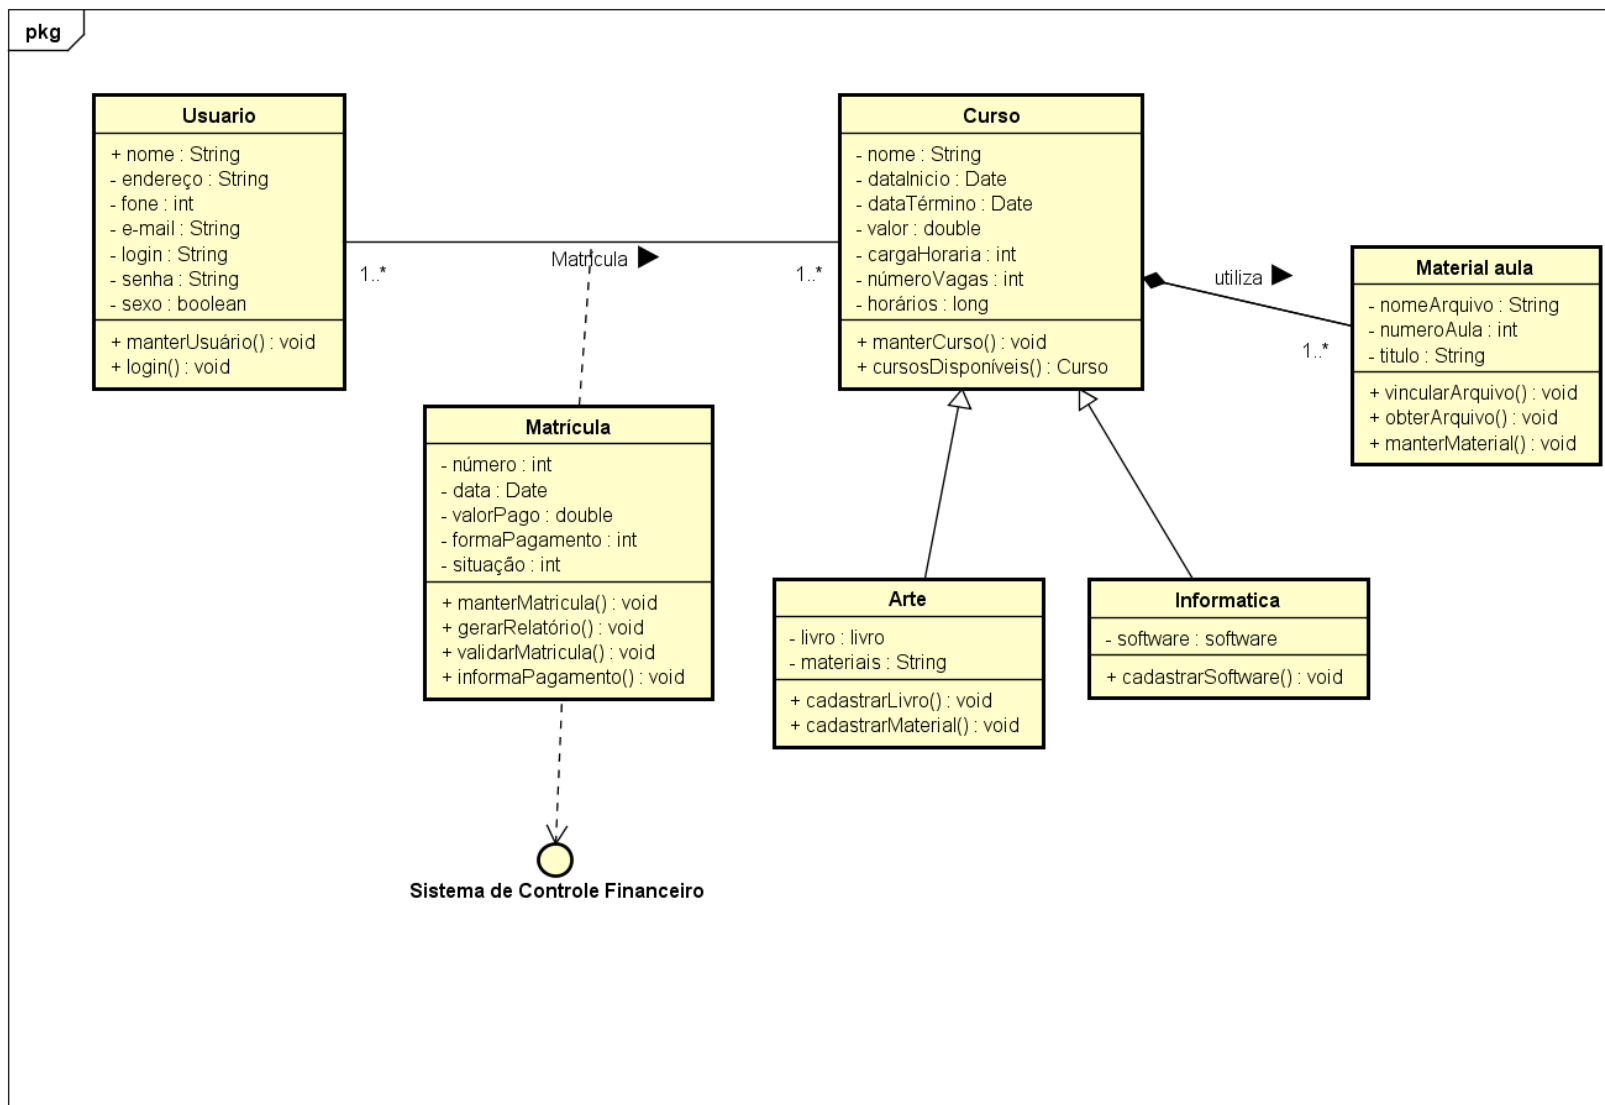 pkg
Usuario
+ nome : String
- endereço : String
- fone : int
- e-mail : String
- login : String
- senha : String
- sexo : boolean
+ manterUsuário() : void
+ login() : void
1..*
Matrícula
1..*
Curso
- nome : String
- dataInicio : Date
- dataTérmino : Date
- valor : double
- cargaHoraria : int
- númeroVagas : int
- horários : long
+ manterCurso() : void
+ cursosDisponíveis() : Curso
utiliza
1..*
Material aula
- nomeArquivo : String
- numeroAula : int
- titulo : String
+ vincularArquivo() : void
+ obterArquivo() : void
+ manterMaterial() : void
Matrícula
- número : int
- data : Date
- valorPago : double
- formaPagamento : int
- situação : int
+ manterMatricula() : void
+ gerarRelatório() : void
+ validarMatricula() : void
+ informaPagamento() : void
Arte
- livro : livro
- materiais : String
+ cadastrarLivro() : void
+ cadastrarMaterial() : void
Informatica
- software : software
+ cadastrarSoftware() : void
Sistema de Controle Financeiro